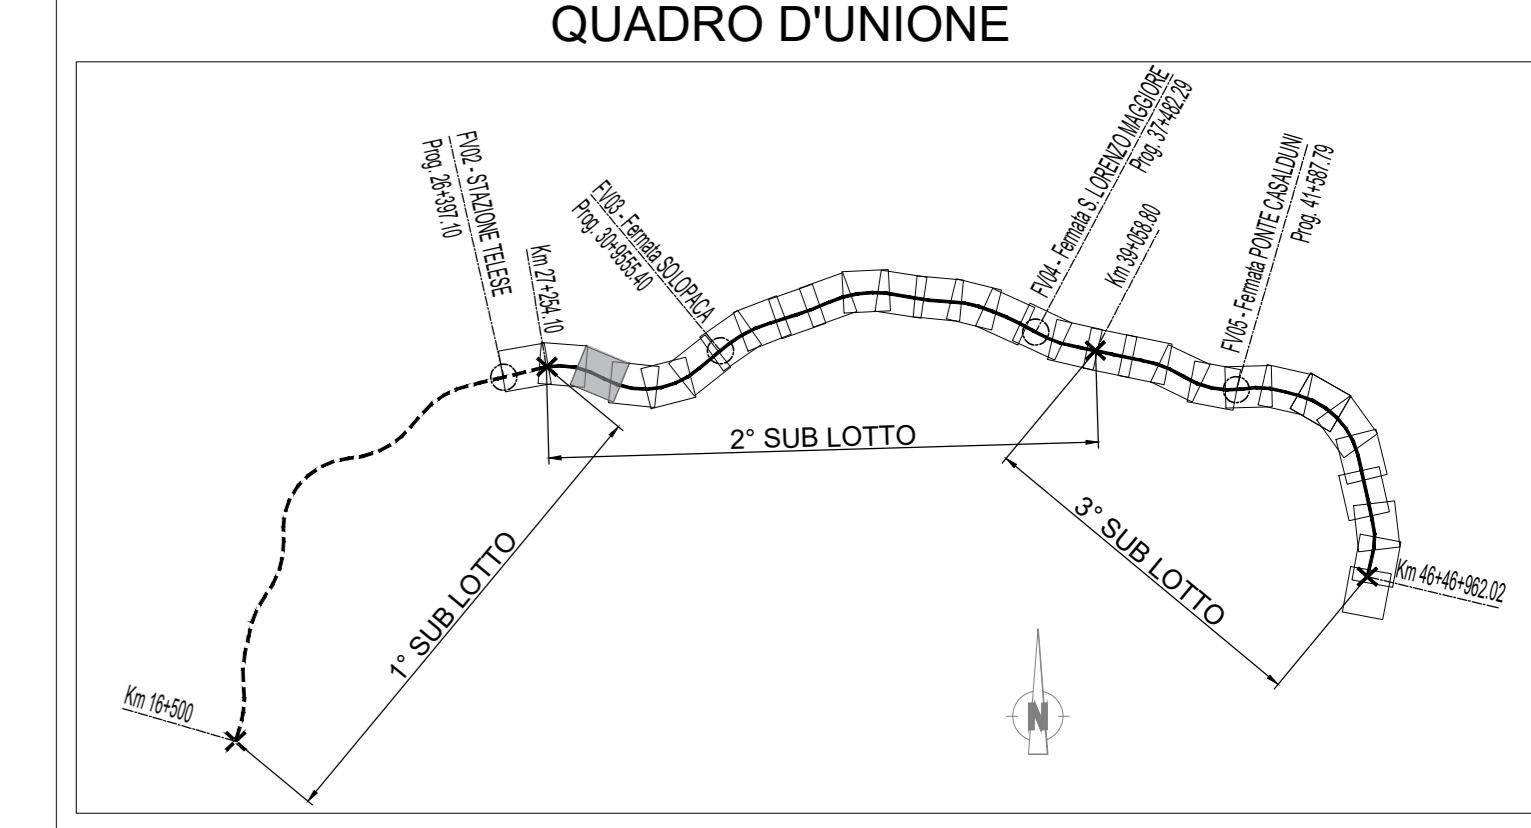 QUADRO D'UNIONE
FV02 - STAZIONE TELESE
Prog. 26+397.10
Km 27+254.10
FV03 - Fermata SOLOPACA
Prog. 30+9555.40
FV04 - Fermata S. LORENZO MAGGIORE
Prog. 37+482.29
Km 39+058.80
FV05 - Fermata PONTE CASALDUNI
Prog. 41+587.79
2° SUB LOTTO
1° SUB LOTTO
3° SUB LOTTO
Km 46+46+962.02
Km 16+500
N